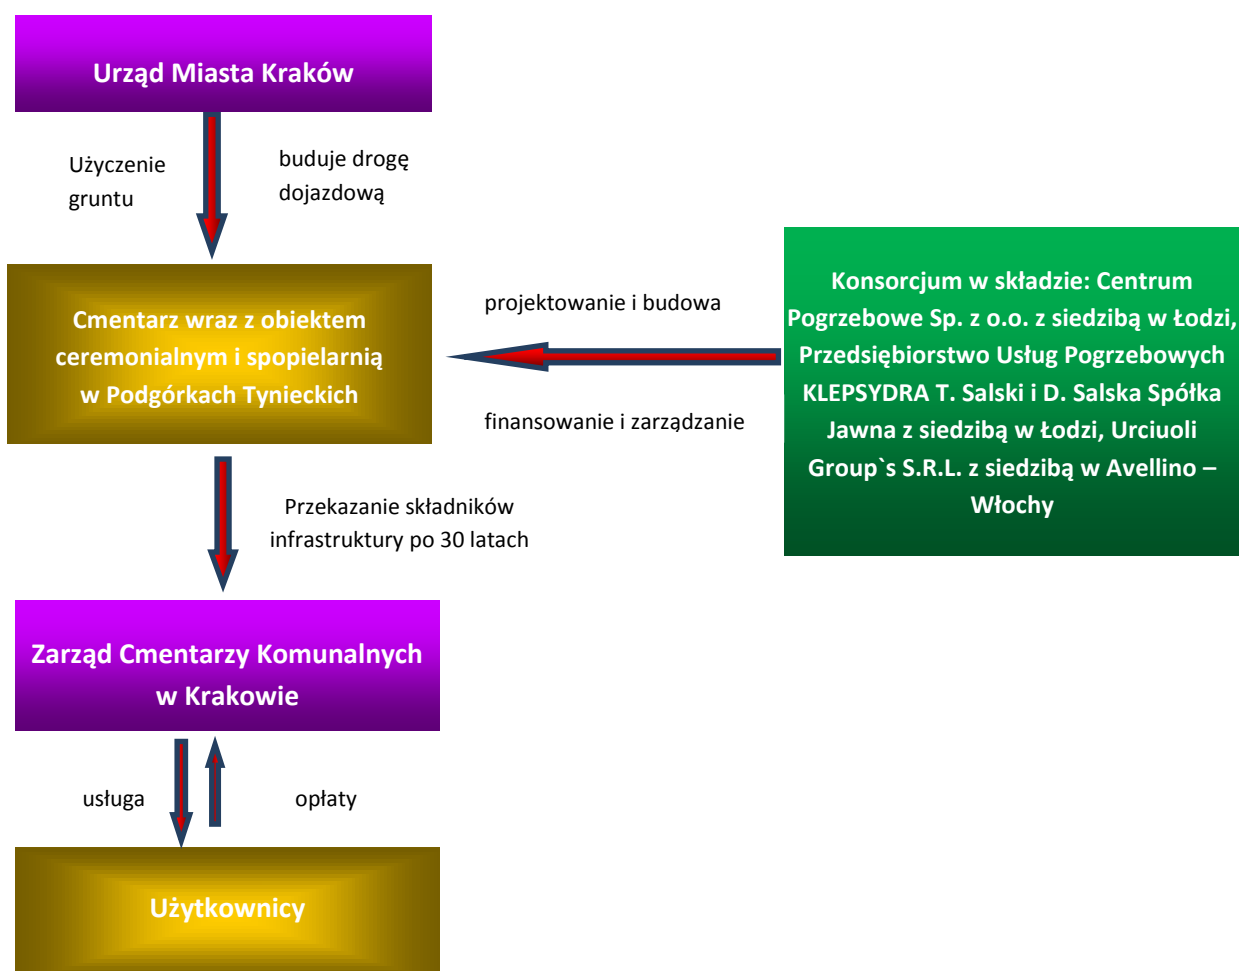 Urząd Miasta Kraków
Użyczenie
gruntu
buduje drogę
dojazdową
Cmentarz wraz z obiektem
ceremonialnym i spopielarnią
w Podgórkach Tynieckich
projektowanie i budowa
finansowanie i zarządzanie
Konsorcjum w składzie: Centrum
Pogrzebowe Sp. z o.o. z siedzibą w Łodzi,
Przedsiębiorstwo Usług Pogrzebowych
KLEPSYDRA T. Salski i D. Salska Spółka
Jawna z siedzibą w Łodzi, Urciuoli
Group`s S.R.L. z siedzibą w Avellino –
Włochy
Przekazanie składników
infrastruktury po 30 latach
Zarząd Cmentarzy Komunalnych
w Krakowie
usługa
opłaty
Użytkownicy